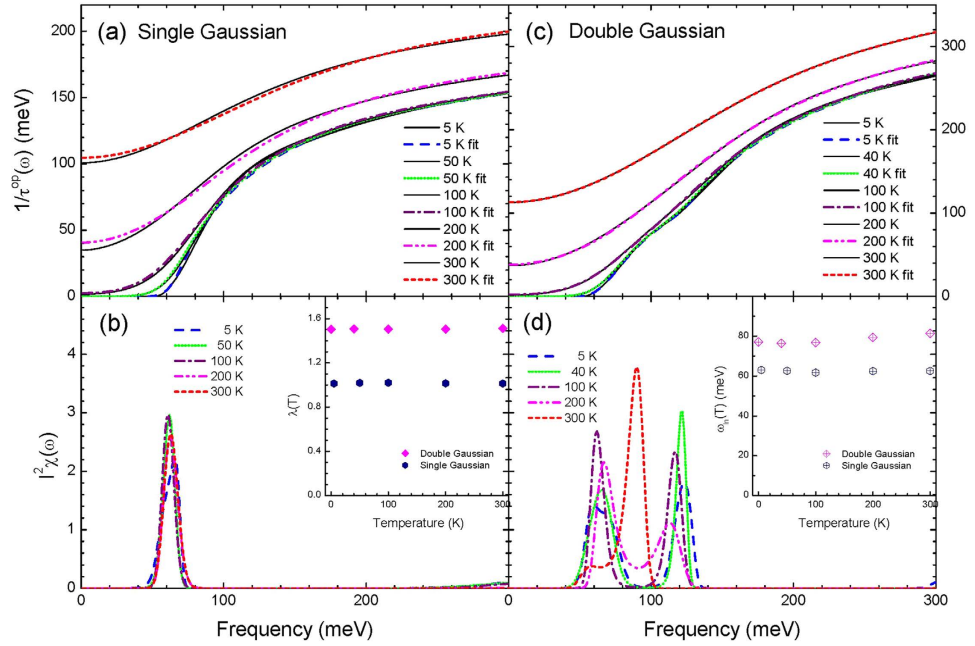 (a) Single Gaussian
200
150
100
50
0
1/τᵒᵖ(ω) (meV)
5 K
5 K fit
50 K
50 K fit
100 K
100 K fit
200 K
200 K fit
300 K
300 K fit
(c) Double Gaussian
300
200
100
0
5 K
5 K fit
40 K
40 K fit
100 K
100 K fit
200 K
200 K fit
300 K
300 K fit
(b)
4
3
2
1
0
I²χ(ω)
5 K
50 K
100 K
200 K
300 K
1.6
1.2
0.8
0.4
0.0
λ(T)
Double Gaussian
Single Gaussian
0 100 200 300
Temperature (K)
0 100 200
Frequency (meV)
(d)
5 K
40 K
100 K
200 K
300 K
80
60
40
20
0
ω_ln(T) (meV)
Double Gaussian
Single Gaussian
0 100 200 300
Temperature (K)
0 100 200 300
Frequency (meV)